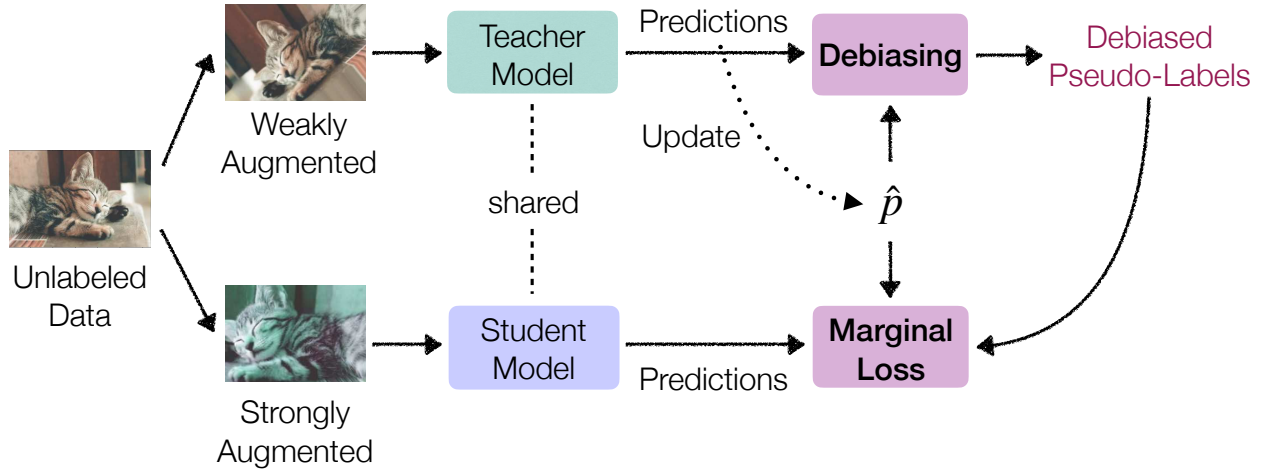 Unlabeled
Data
Weakly
Augmented
Strongly
Augmented
Teacher
Model
shared
Student
Model
Predictions
Update
Predictions
Debiasing
p̂
Marginal
Loss
Debiased
Pseudo-Labels